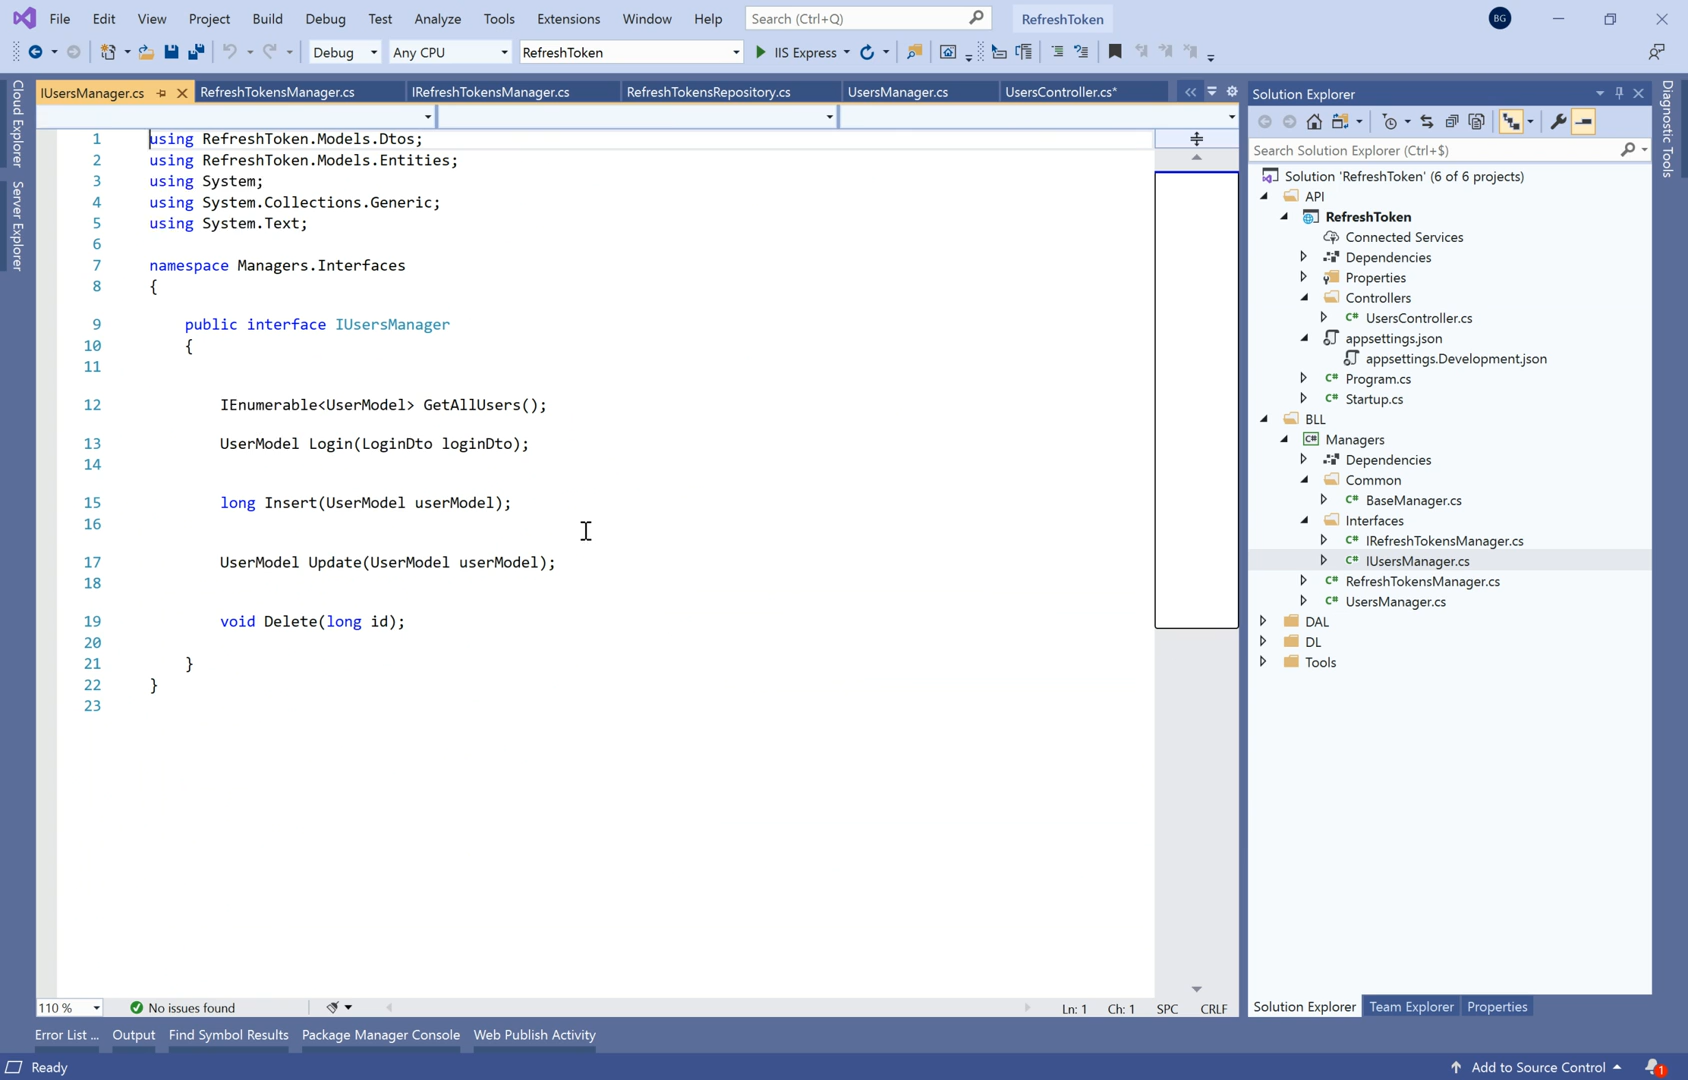 File Edit View Project Build Debug Test Analyze Tools Extensions Window Help Search (Ctrl+Q) RefreshToken BG
Debug Any CPU RefreshToken IIS Express
IUsersManager.cs RefreshTokensManager.cs IRefreshTokensManager.cs RefreshTokensRepository.cs UsersManager.cs UsersController.cs*
Cloud Explorer
Server Explorer
1 using RefreshToken.Models.Dtos;
2 using RefreshToken.Models.Entities;
3 using System;
4 using System.Collections.Generic;
5 using System.Text;
6
7 namespace Managers.Interfaces
8 {
9 public interface IUsersManager
10 {
11
12 IEnumerable<UserModel> GetAllUsers();
13 UserModel Login(LoginDto loginDto);
14
15 long Insert(UserModel userModel);
16
17 UserModel Update(UserModel userModel);
18
19 void Delete(long id);
20
21 }
22 }
23
110 % No issues found Ln: 1 Ch: 1 SPC CRLF
Solution Explorer
Search Solution Explorer (Ctrl+$)
Solution 'RefreshToken' (6 of 6 projects)
API
RefreshToken
Connected Services
Dependencies
Properties
Controllers
C# UsersController.cs
appsettings.json
appsettings.Development.json
C# Program.cs
C# Startup.cs
BLL
C# Managers
Dependencies
Common
C# BaseManager.cs
Interfaces
C# IRefreshTokensManager.cs
C# IUsersManager.cs
C# RefreshTokensManager.cs
C# UsersManager.cs
DAL
DL
Tools
Solution Explorer Team Explorer Properties
Diagnostic Tools
Error List ... Output Find Symbol Results Package Manager Console Web Publish Activity
Ready Add to Source Control 1